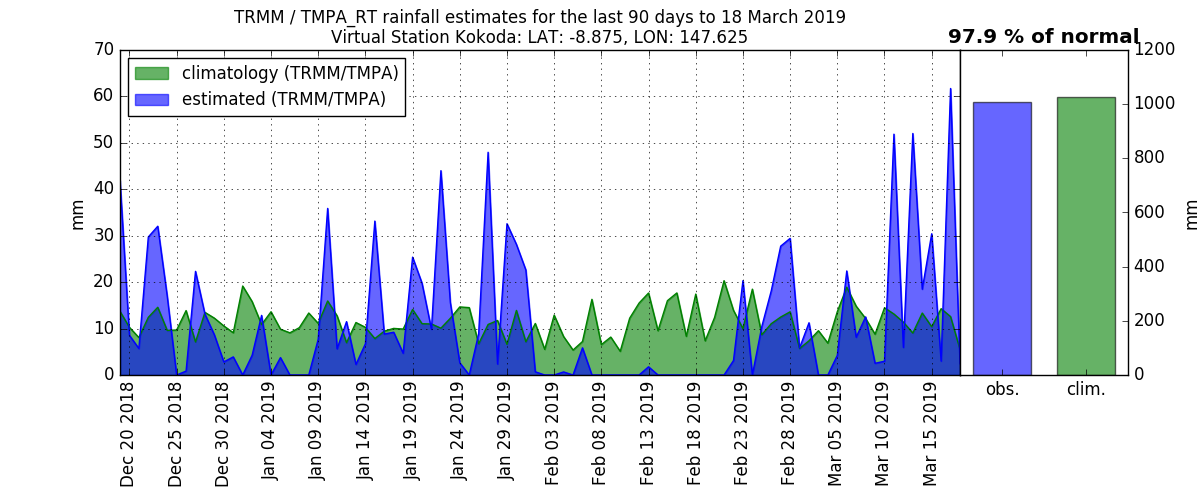 TRMM / TMPA_RT rainfall estimates for the last 90 days to 18 March 2019
Virtual Station Kokoda: LAT: -8.875, LON: 147.625
97.9 % of normal
climatology (TRMM/TMPA)
estimated (TRMM/TMPA)
mm
70
60
50
40
30
20
10
0
1200
1000
800
600
400
200
0
mm
Dec 20 2018
Dec 25 2018
Dec 30 2018
Jan 04 2019
Jan 09 2019
Jan 14 2019
Jan 19 2019
Jan 24 2019
Jan 29 2019
Feb 03 2019
Feb 08 2019
Feb 13 2019
Feb 18 2019
Feb 23 2019
Feb 28 2019
Mar 05 2019
Mar 10 2019
Mar 15 2019
obs.
clim.